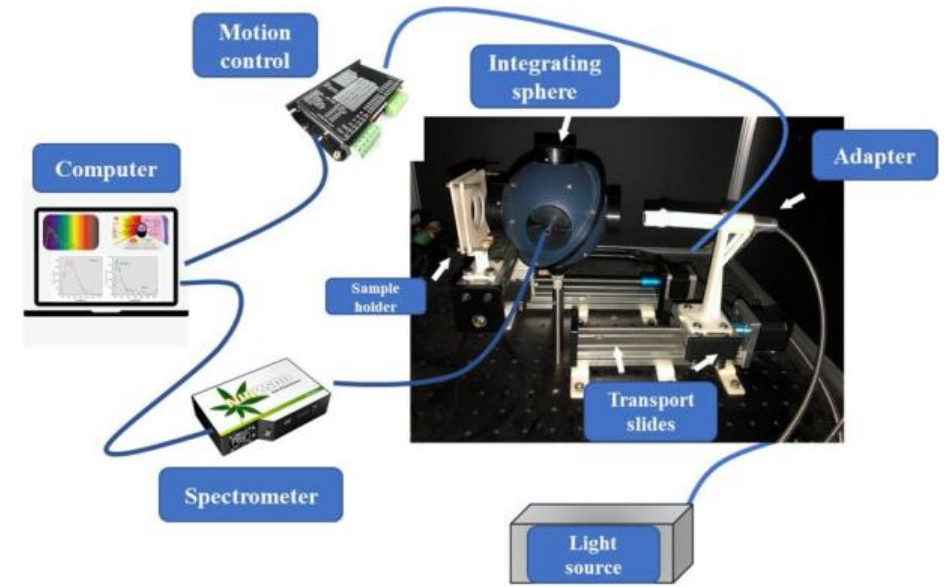 Motion
control
Integrating
sphere
Adapter
Computer
Sample
holder
Transport
slides
Spectrometer
Light
source